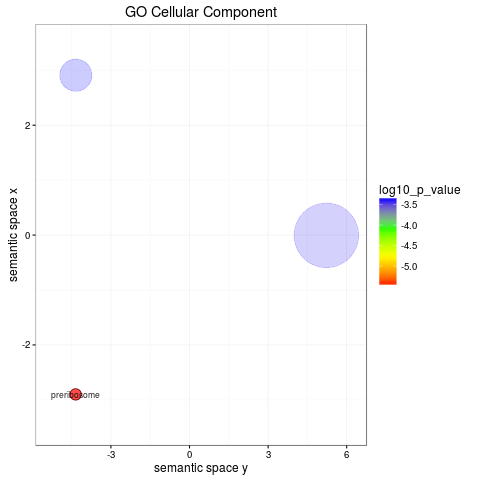 GO Cellular Component
semantic space x
2
0
-2
preribosome
-3
0
3
6
semantic space y
log10_p_value
-3.5
-4.0
-4.5
-5.0